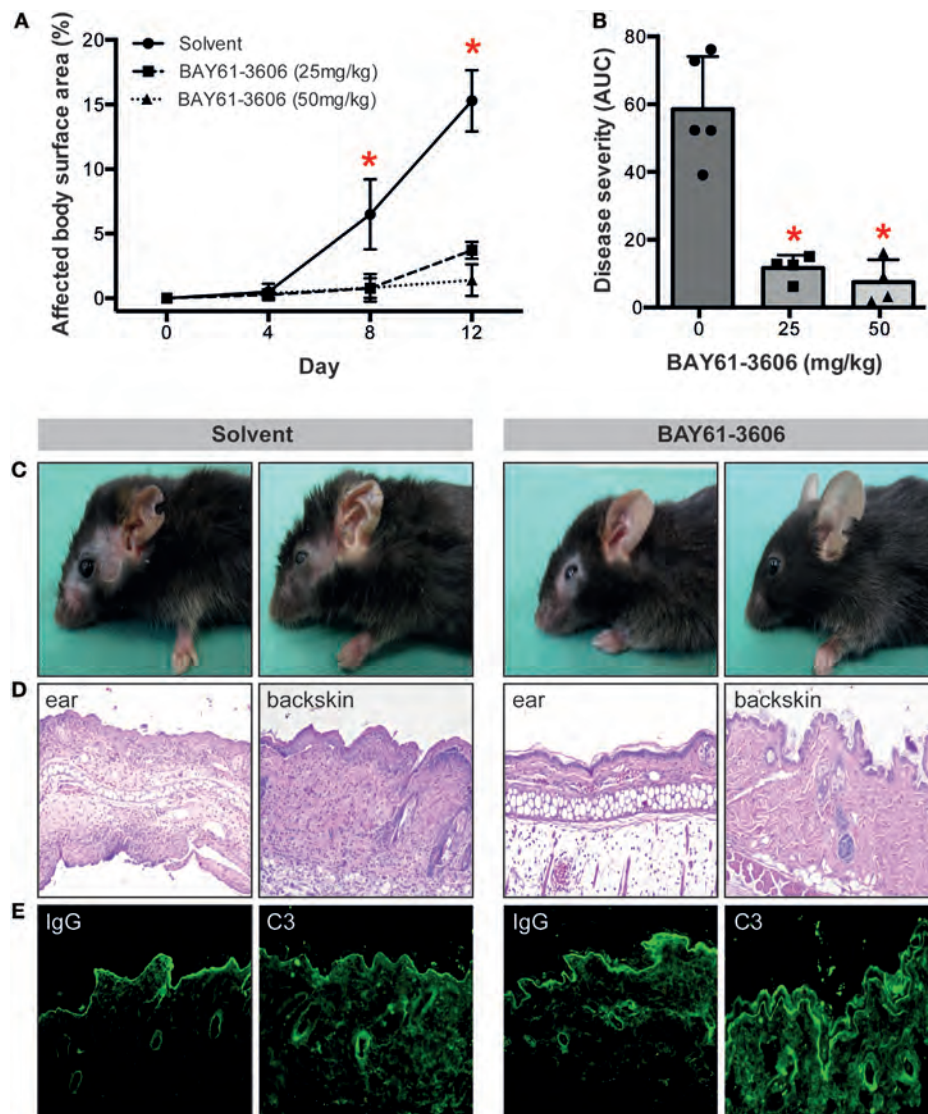 A
Affected body surface area (%)
20
15
10
5
0
Solvent
BAY61-3606 (25mg/kg)
BAY61-3606 (50mg/kg)
*
*
0 4 8 12
Day
B
Disease severity (AUC)
80
60
40
20
0
*
*
0 25 50
BAY61-3606 (mg/kg)
Solvent
BAY61-3606
C
D
ear
backskin
ear
backskin
E
IgG
C3
IgG
C3